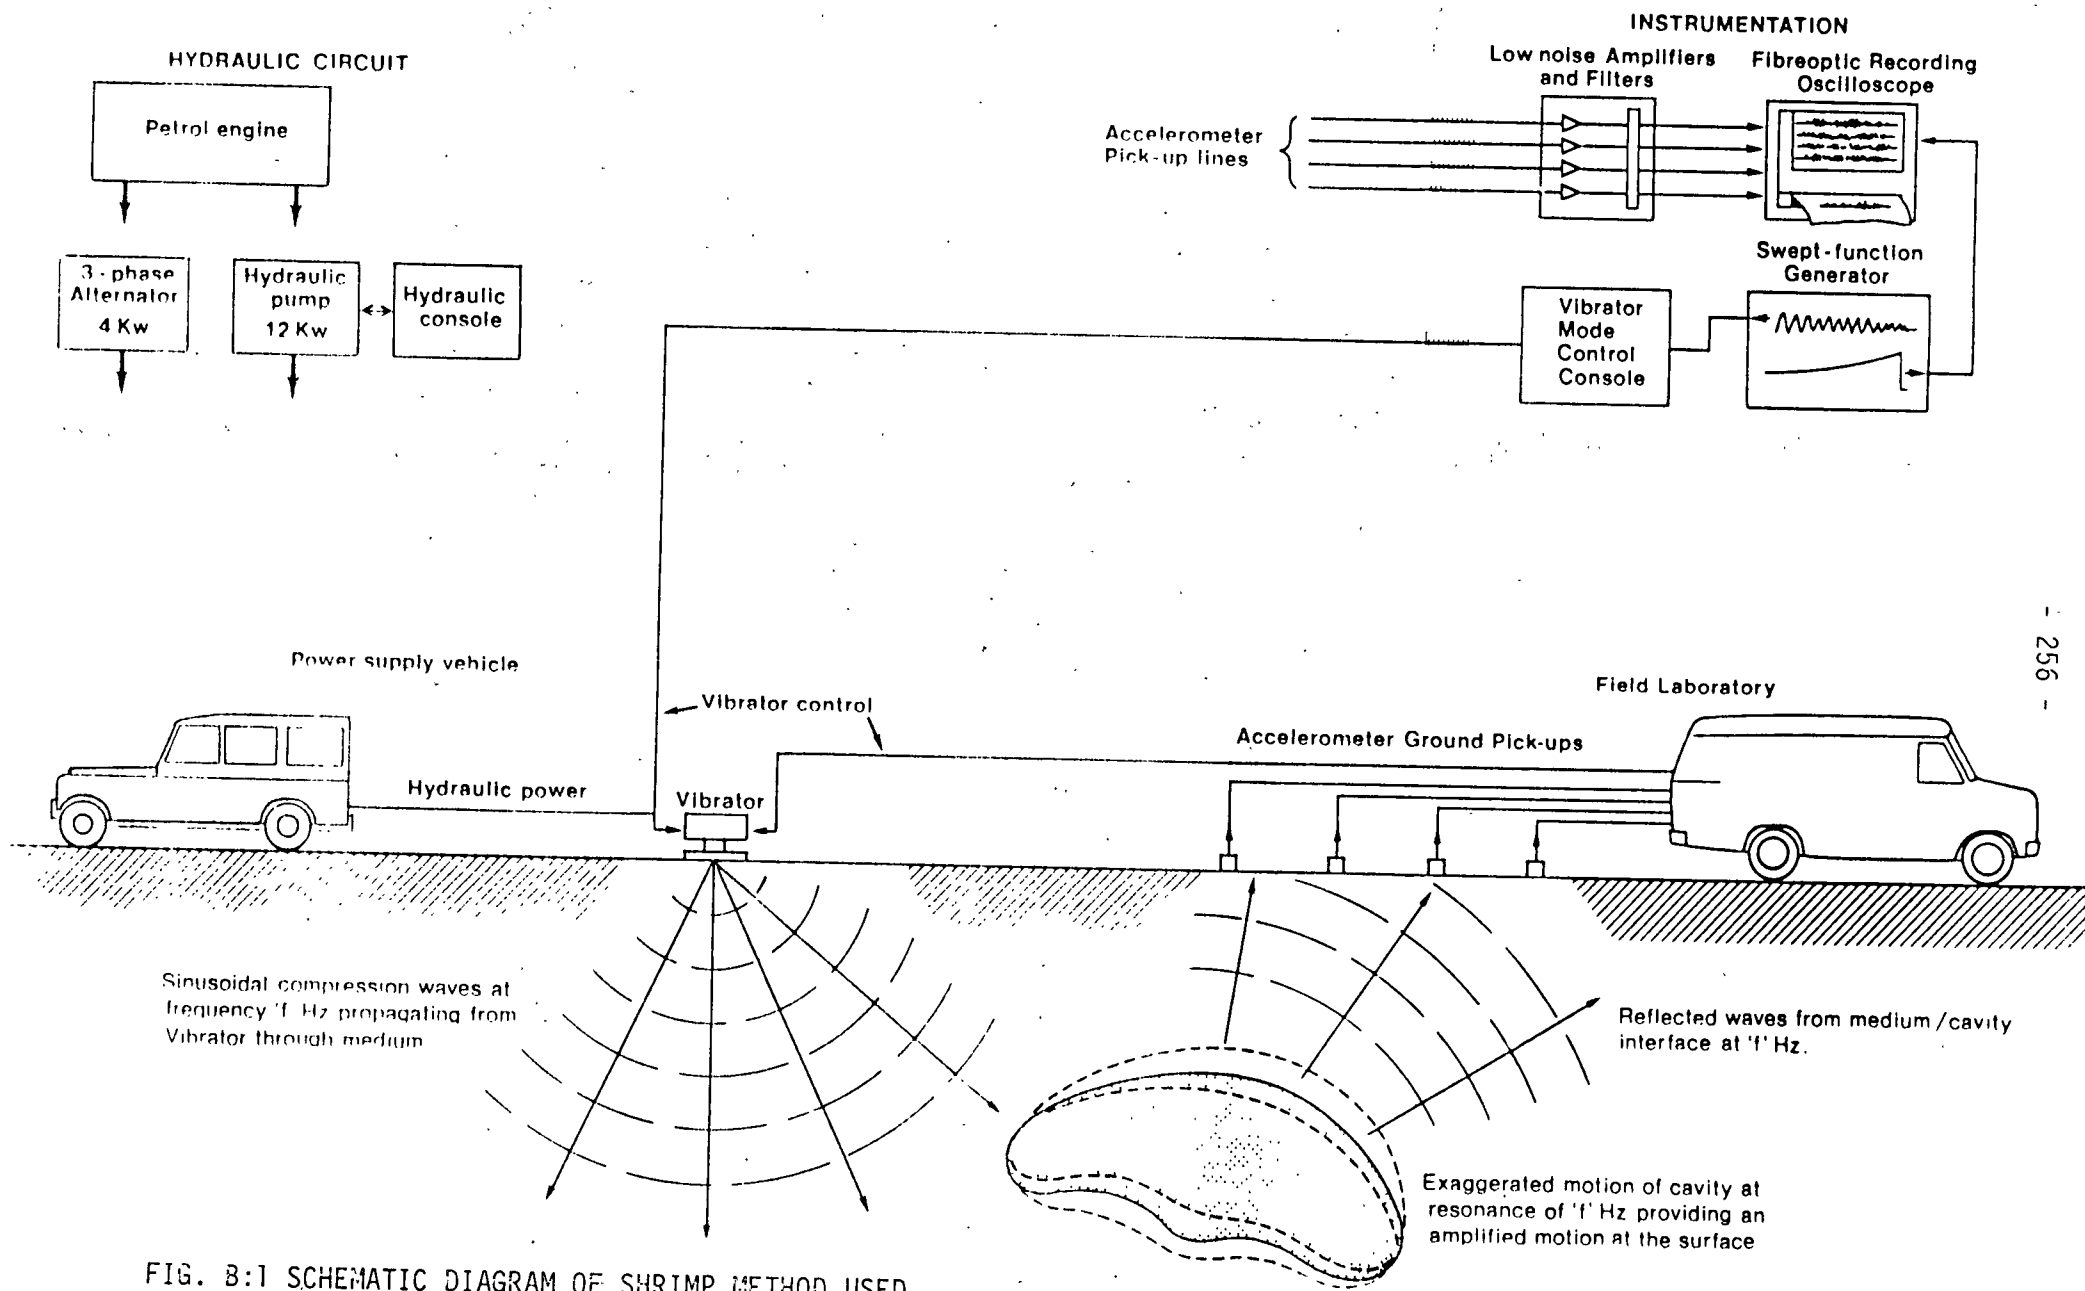 HYDRAULIC CIRCUIT
Petrol engine
3-phase
Alternator
4 Kw
Hydraulic
pump
12 Kw
Hydraulic
console
INSTRUMENTATION
Low noise Amplifiers
and Filters
Fibreoptic Recording
Oscilloscope
Accelerometer
Pick-up lines
Swept-function
Generator
Vibrator
Mode
Control
Console
- 256 -
Power supply vehicle
Vibrator control
Field Laboratory
Accelerometer Ground Pick-ups
Hydraulic power
Vibrator
Sinusoidal compression waves at
frequency 'f' Hz propagating from
Vibrator through medium
Reflected waves from medium/cavity
interface at 'f' Hz.
Exaggerated motion of cavity at
resonance of 'f' Hz providing an
amplified motion at the surface
FIG. B:1 SCHEMATIC DIAGRAM OF SHRIMP METHOD USED